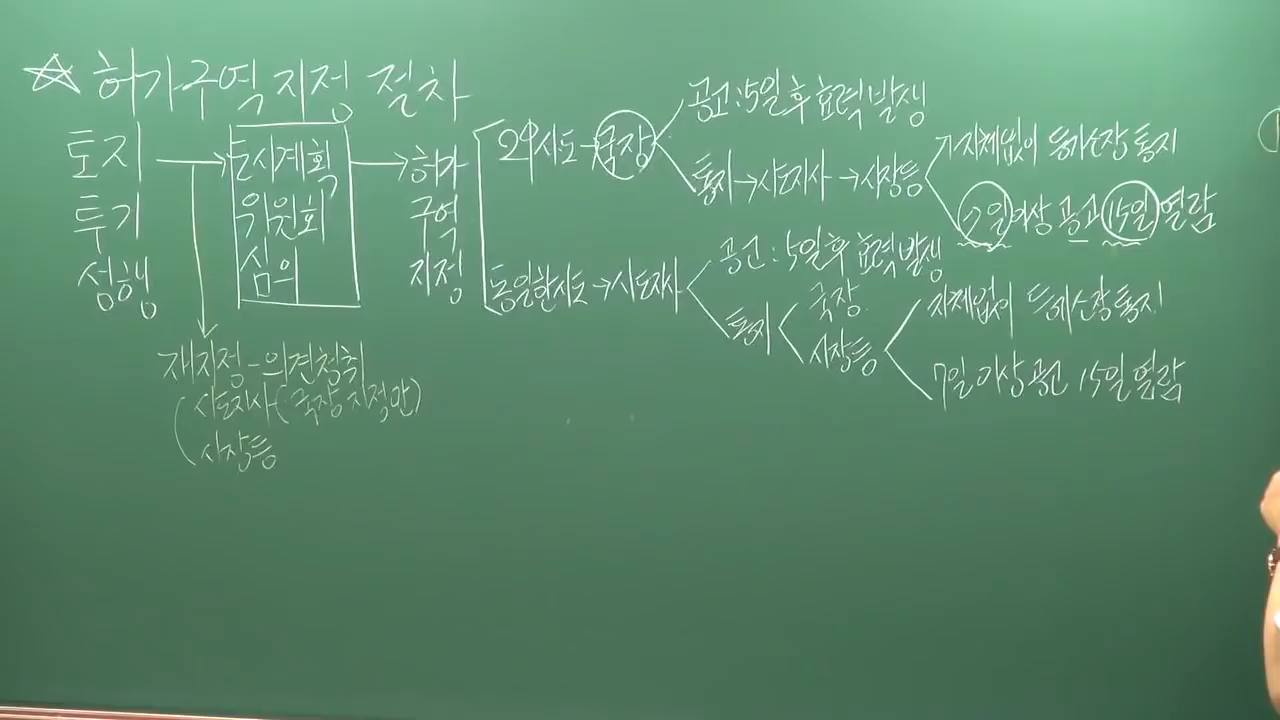 ☆ 허가구역 지정 절차
토지
투기
성행
도시계획
위원회
심의
허가
구역
지정
2이상 시도 - 국장
공고 : 5일 후 효력 발생
통지 → 시도지사 → 시장등
지체없이 등기소장 통지
7일 이상 공고 15일 열람
동일한시도 → 시도지사
공고 : 5일 후 효력 발생
통지
국장
시장등
지체없이 등기소장 통지
7일 이상 공고 15일 열람
재지정 - 의견청취
시도지사 (국장 지정만)
시장등